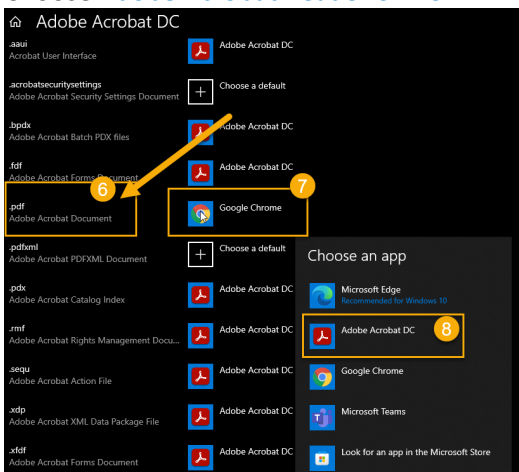 Adobe Acrobat DC
.aaui
Acrobat User Interface
Adobe Acrobat DC
.acrobatsecuritysettings
Adobe Acrobat Security Settings Document
Choose a default
.bpdx
Adobe Acrobat Batch PDX files
Adobe Acrobat DC
.fdf
Adobe Acrobat Forms Document
Adobe Acrobat DC
6
7
.pdf
Adobe Acrobat Document
Google Chrome
.pdfxml
Adobe Acrobat PDFXML Document
Choose a default
.pdx
Adobe Acrobat Catalog Index
Adobe Acrobat DC
.rmf
Adobe Acrobat Rights Management Docu...
Adobe Acrobat DC
.sequ
Adobe Acrobat Action File
Adobe Acrobat DC
.xdp
Adobe Acrobat XML Data Package File
Adobe Acrobat DC
.xfdf
Adobe Acrobat Forms Document
Adobe Acrobat DC
Choose an app
Microsoft Edge
Recommended for Windows 10
Adobe Acrobat DC
8
Google Chrome
Microsoft Teams
Look for an app in the Microsoft Store